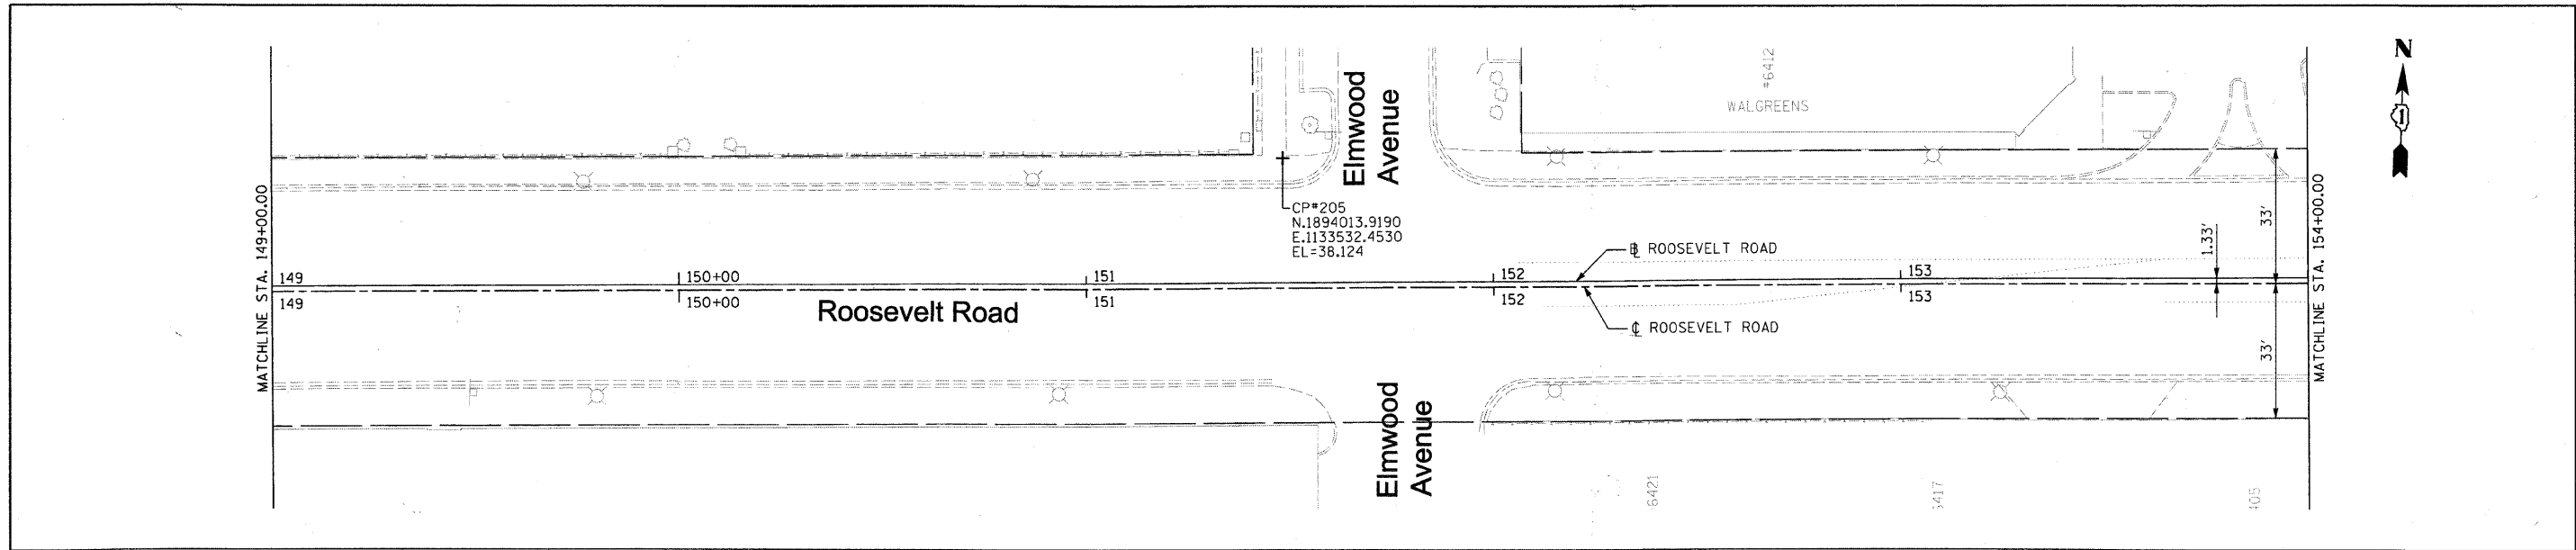 N
1
#6412
WALGREENS
Elmwood
Avenue
CP#205
N.1894013.9190
E.1133532.4530
EL=38.124
MATCHLINE STA. 149+00.00
MATCHLINE STA. 154+00.00
33'
1.33'
33'
℄ ROOSEVELT ROAD
149
150+00
151
152
153
149
150+00
151
152
153
Roosevelt Road
ROOSEVELT ROAD
Elmwood
Avenue
6421